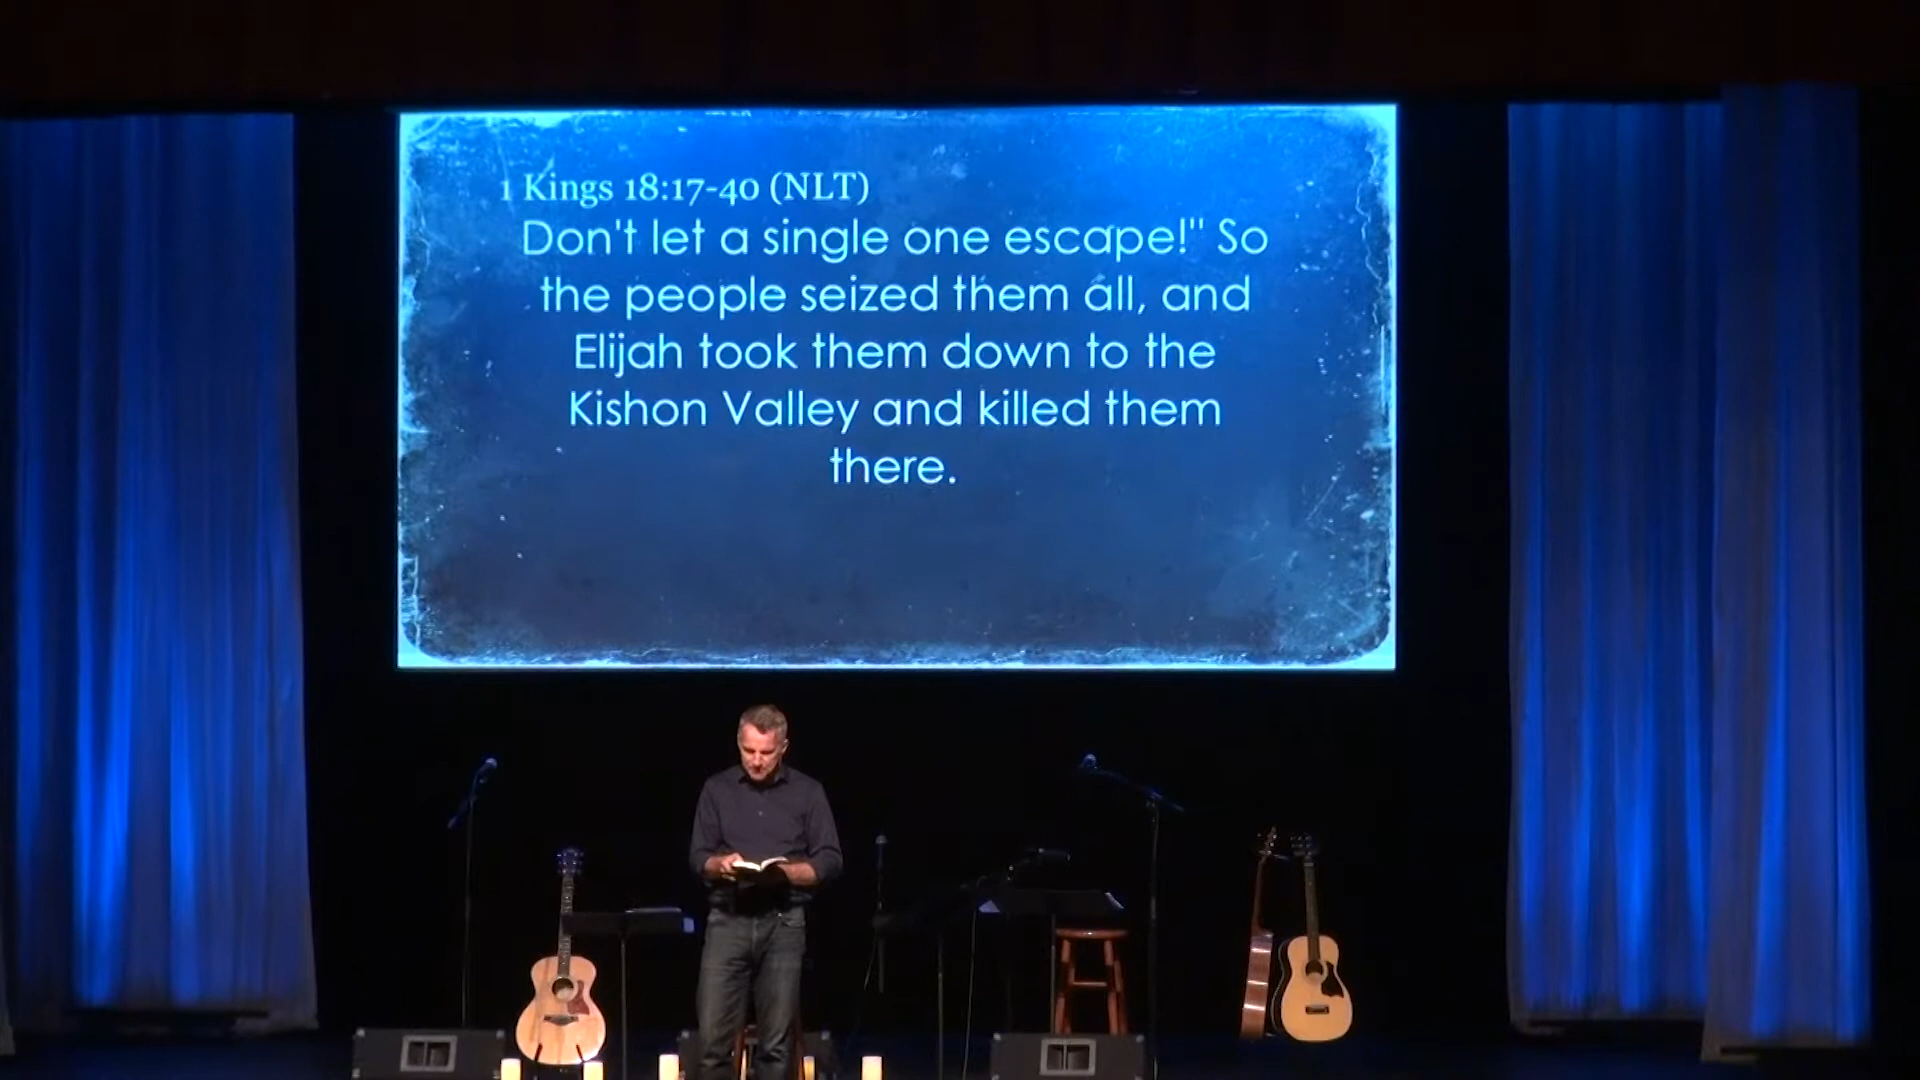 1 Kings 18:17-40 (NLT)
Don't let a single one escape!" So
the people seized them all, and
Elijah took them down to the
Kishon Valley and killed them
there.